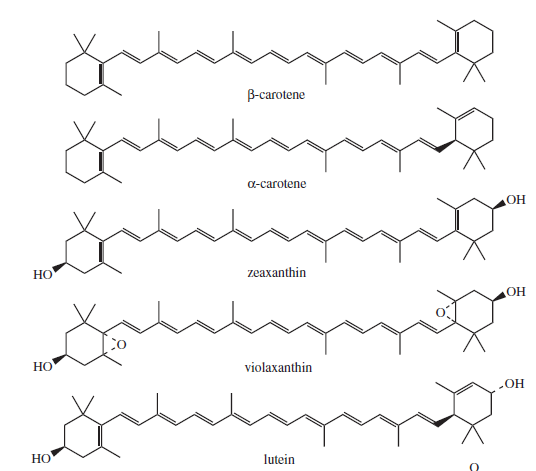 β-carotene
α-carotene
OH
HO
zeaxanthin
OH
O
O
HO
violaxanthin
OH
HO
lutein
O